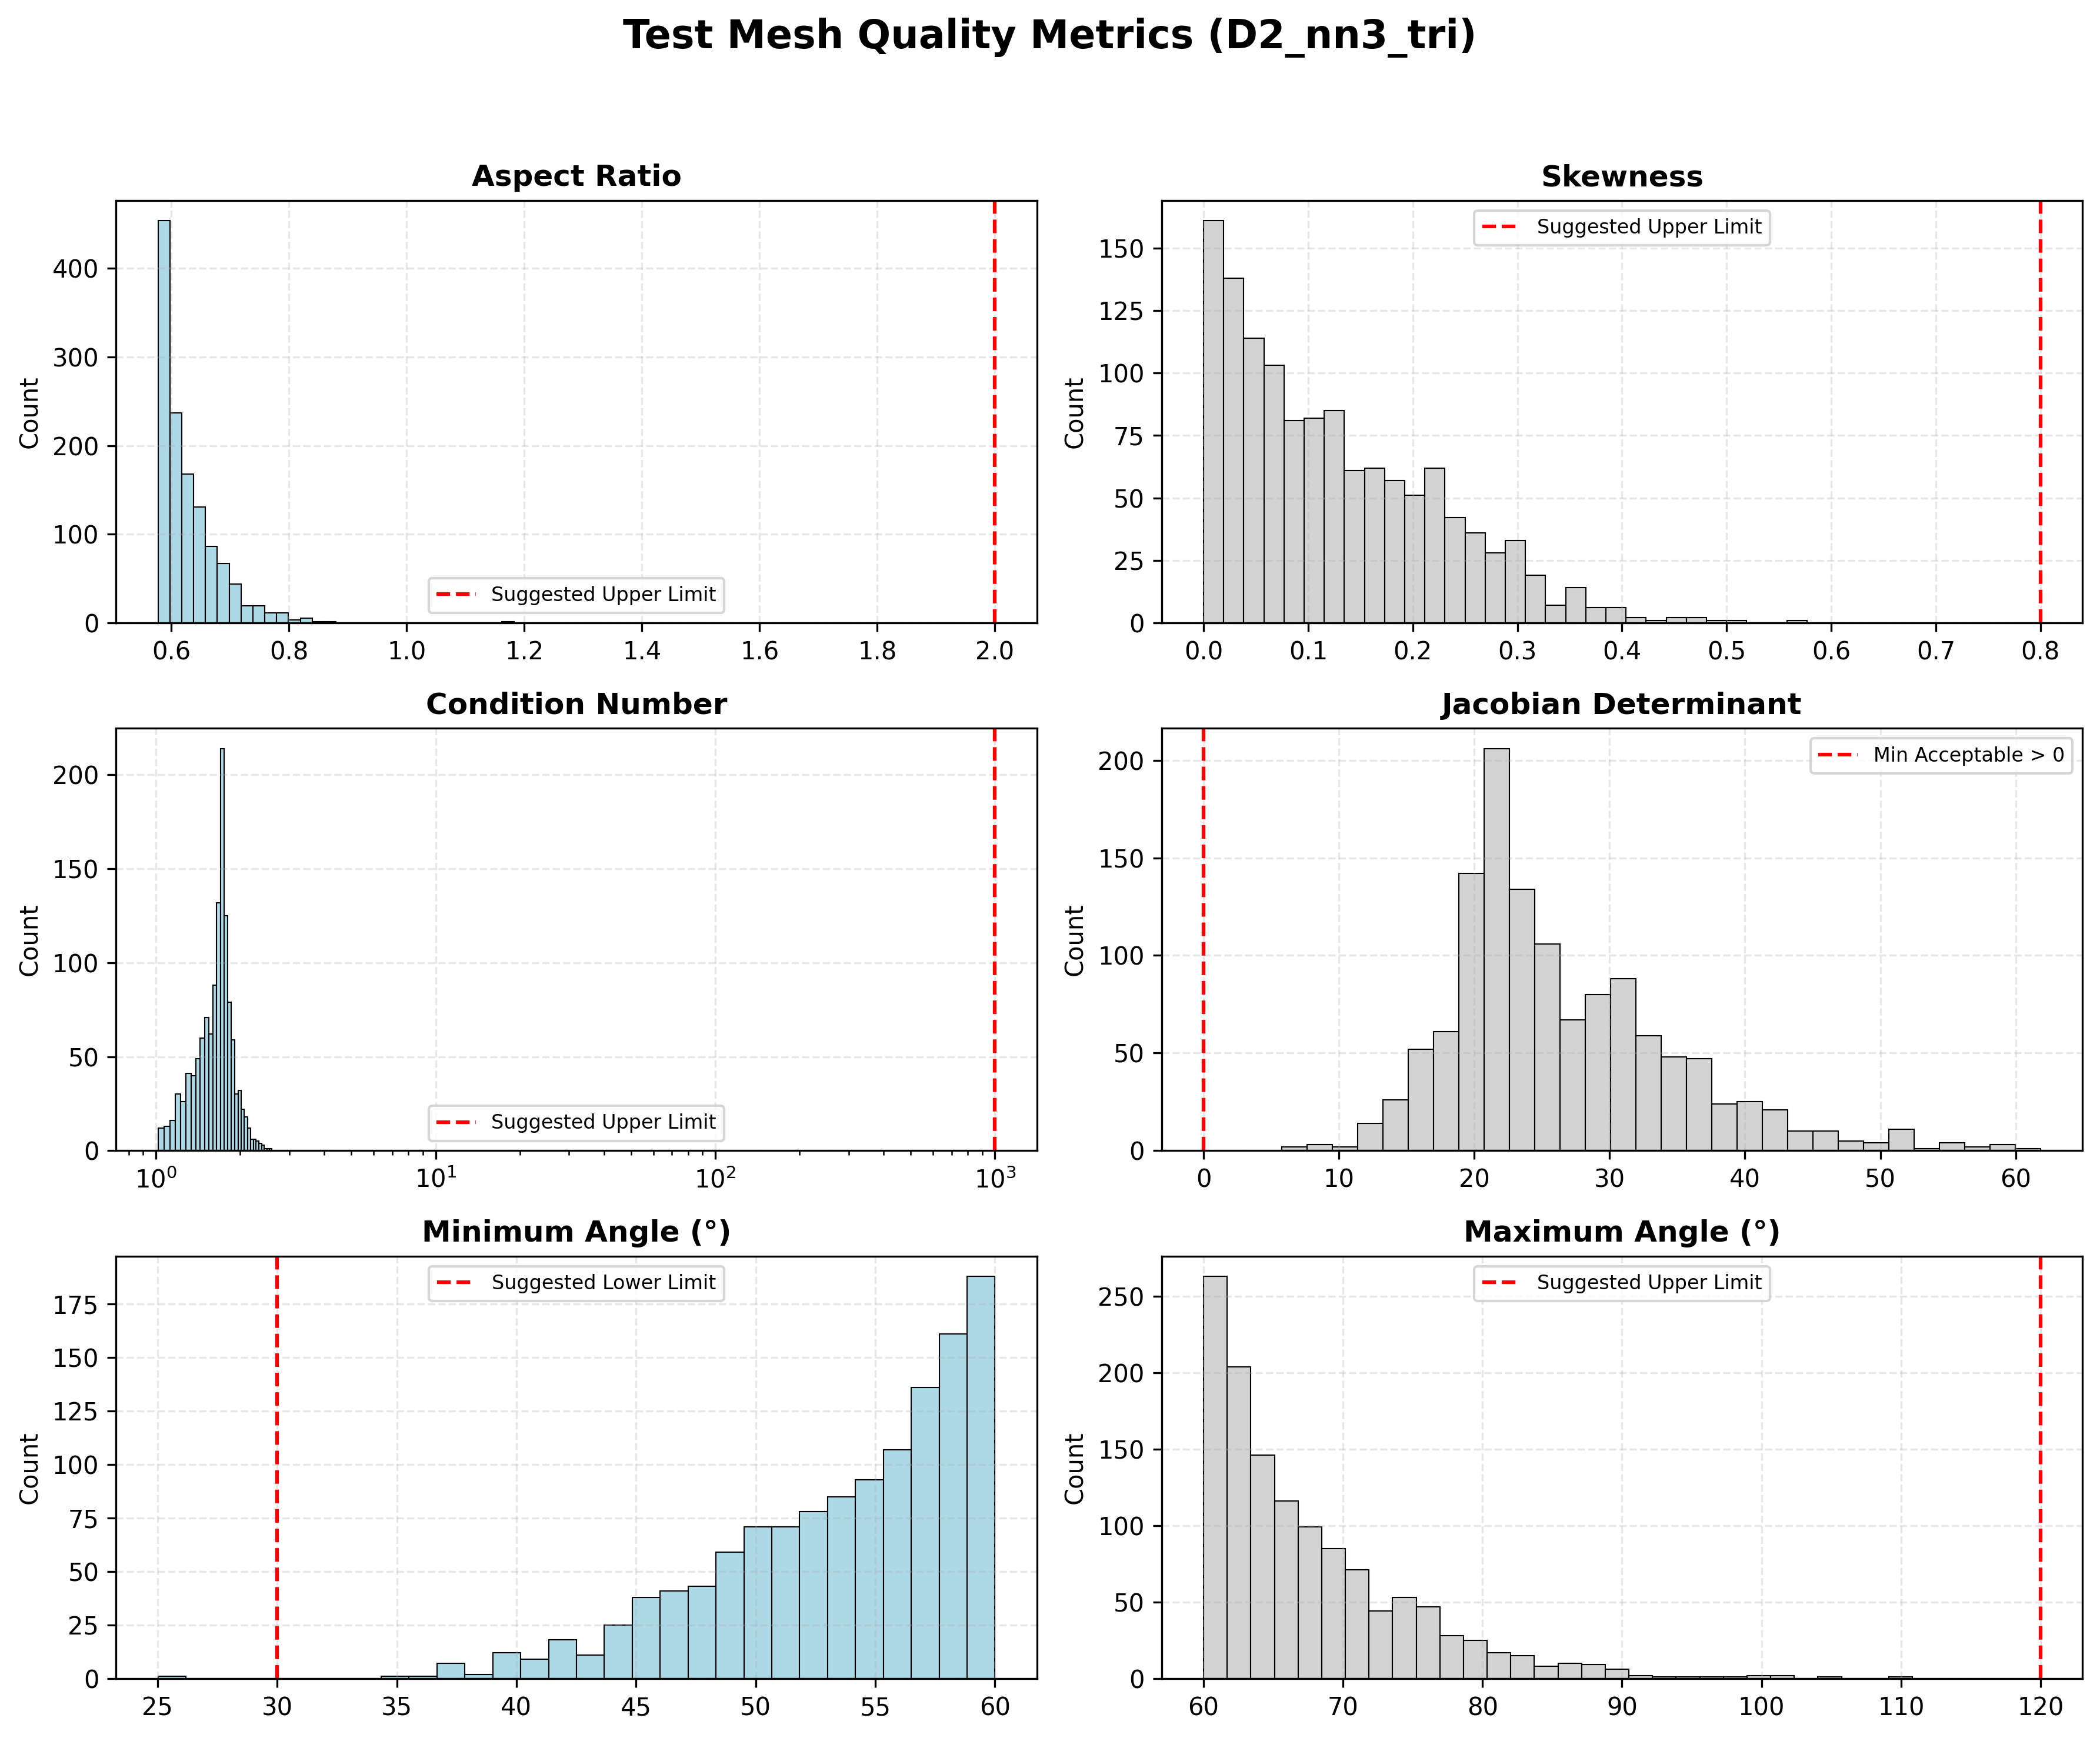 Test Mesh Quality Metrics (D2_nn3_tri)
Aspect Ratio
Count
400
300
200
100
0
0.6 0.8 1.0 1.2 1.4 1.6 1.8 2.0
Suggested Upper Limit
Skewness
Count
150
125
100
75
50
25
0
0.0 0.1 0.2 0.3 0.4 0.5 0.6 0.7 0.8
Suggested Upper Limit
Condition Number
Count
200
150
100
50
0
10⁰ 10¹ 10² 10³
Suggested Upper Limit
Jacobian Determinant
Count
200
150
100
50
0
0 10 20 30 40 50 60
Min Acceptable > 0
Minimum Angle (°)
Count
175
150
125
100
75
50
25
0
25 30 35 40 45 50 55 60
Suggested Lower Limit
Maximum Angle (°)
Count
250
200
150
100
50
0
60 70 80 90 100 110 120
Suggested Upper Limit